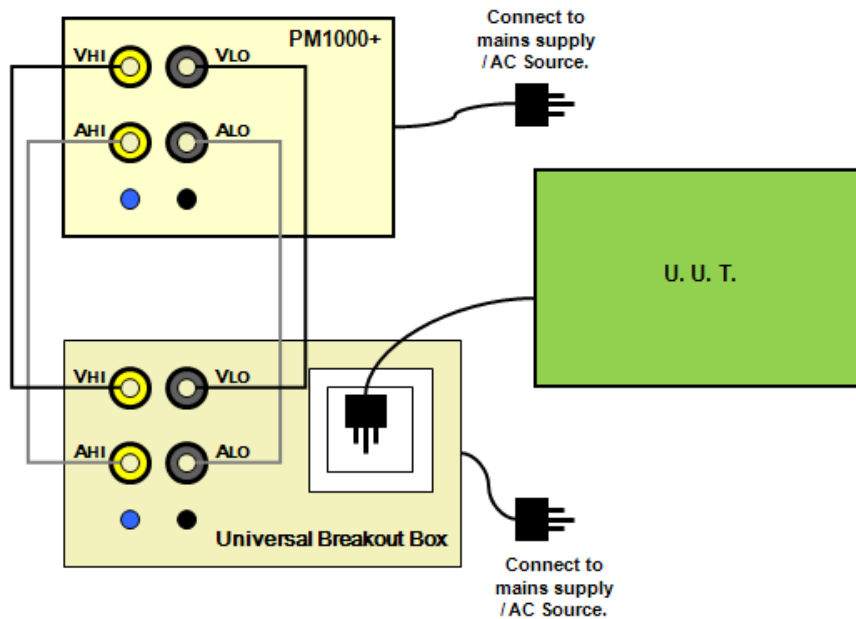 Connect to
mains supply
/ AC Source.
PM1000+
VHI
VLO
AHI
ALO
U. U. T.
VHI
VLO
AHI
ALO
Universal Breakout Box
Connect to
mains supply
/ AC Source.